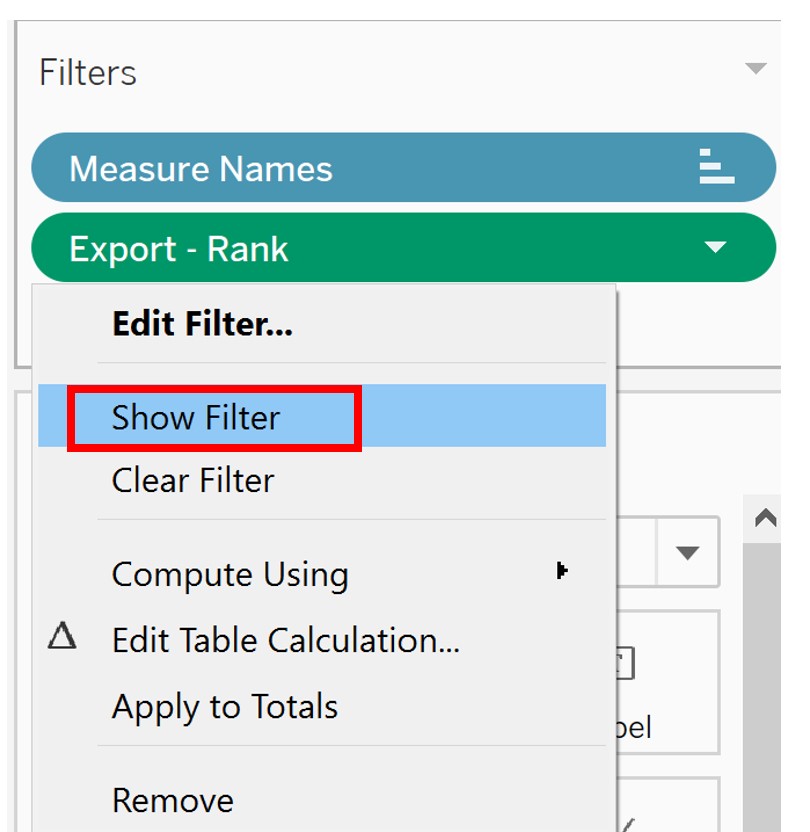 Filters
Measure Names
Export - Rank
Edit Filter...
Show Filter
Clear Filter
Compute Using
Δ Edit Table Calculation...
Apply to Totals
Remove